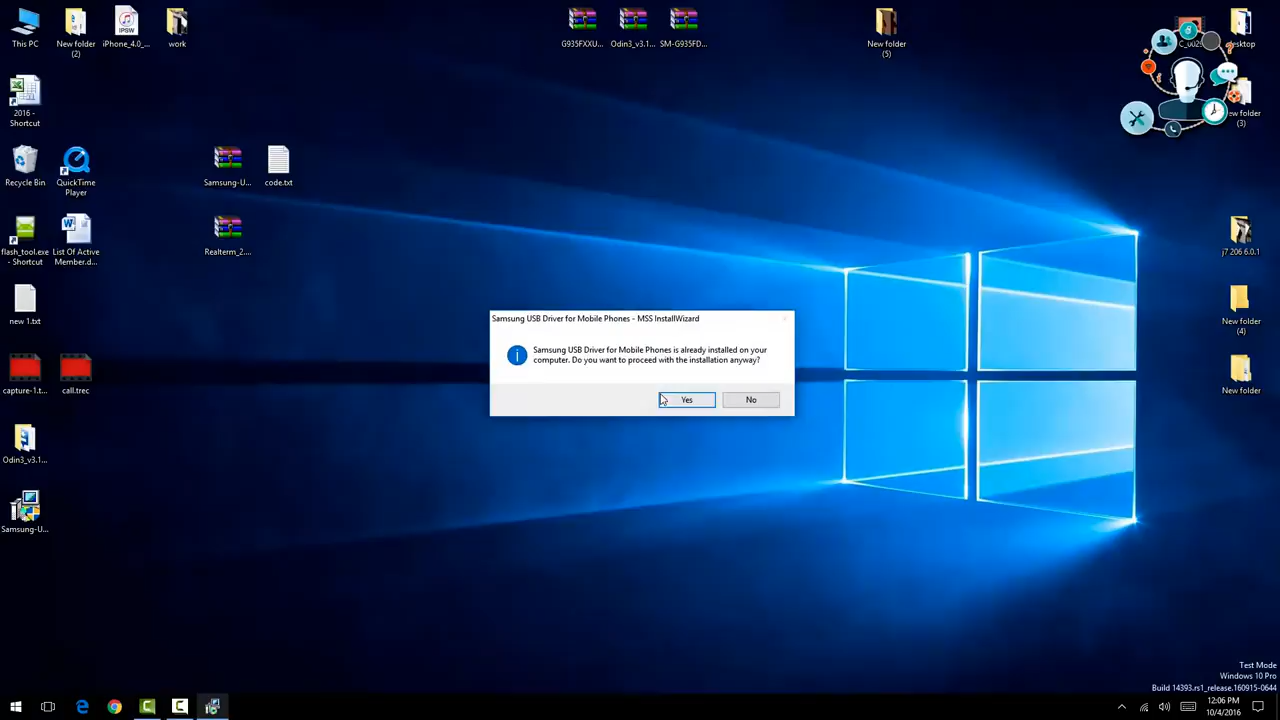 This PC
New folder
(2)
iPhone_4.0_...
work
G935FXXU...
Odin3_v3.1...
SM-G935FD...
New folder
(5)
C_002
esktop
2016 -
Shortcut
ew folder
(3)
Recycle Bin
QuickTime
Player
Samsung-U...
code.txt
flash_tool.exe
- Shortcut
List Of Active
Member.d...
Realterm_2....
j7 206 6.0.1
new 1.txt
New folder
(4)
Samsung USB Driver for Mobile Phones - MSS InstallWizard
Samsung USB Driver for Mobile Phones is already installed on your
computer. Do you want to proceed with the installation anyway?
Yes
No
capture-1.t...
call.trec
New folder
Odin3_v3.1...
Samsung-U...
Test Mode
Windows 10 Pro
Build 14393.rs1_release.160915-0644
12:06 PM
10/4/2016